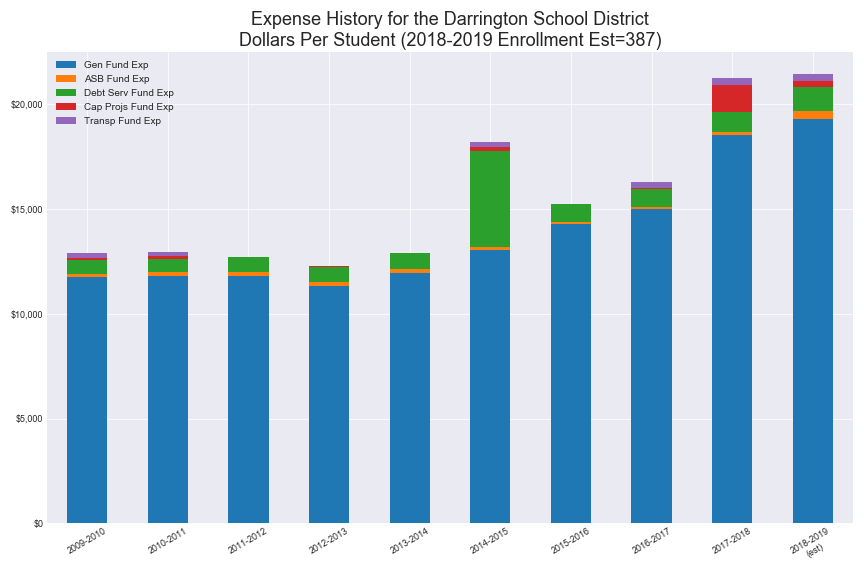 Expense History for the Darrington School District
Dollars Per Student (2018-2019 Enrollment Est=387)
Gen Fund Exp
ASB Fund Exp
Debt Serv Fund Exp
Cap Projs Fund Exp
Transp Fund Exp
$20,000
$15,000
$10,000
$5,000
$0
2009-2010
2010-2011
2011-2012
2012-2013
2013-2014
2014-2015
2015-2016
2016-2017
2017-2018
2018-2019
(est)